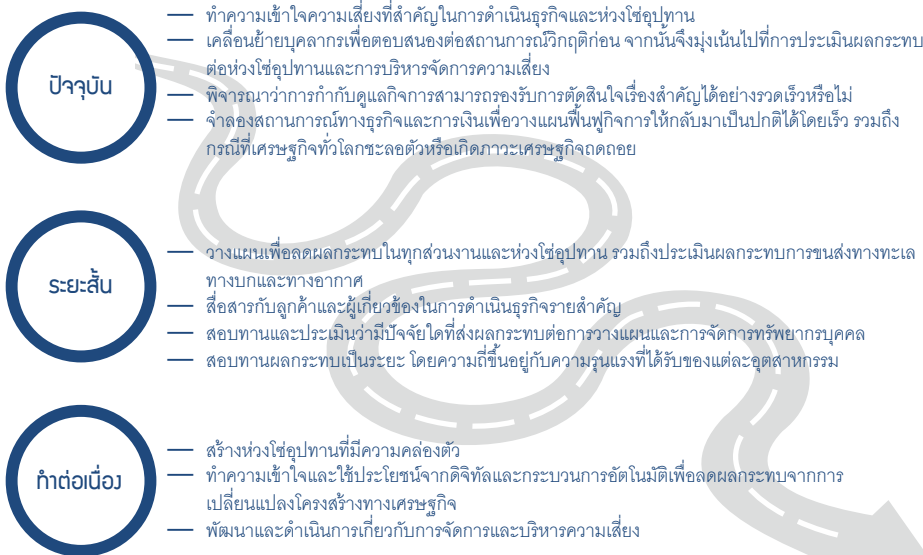 ปัจจุบัน
— ทำความเข้าใจความเสี่ยงที่สำคัญในการดำเนินธุรกิจและห่วงโซ่อุปทาน
— เคลื่อนย้ายบุคลากรเพื่อตอบสนองต่อสถานการณ์วิกฤติก่อน จากนั้นจึงมุ่งเน้นไปที่การประเมินผลกระทบ
ต่อห่วงโซ่อุปทานและการบริหารจัดการความเสี่ยง
— พิจารณาว่าการกำกับดูแลกิจการสามารถรองรับการตัดสินใจเรื่องสำคัญได้อย่างรวดเร็วหรือไม่
— จำลองสถานการณ์ทางธุรกิจและการเงินเพื่อวางแผนฟื้นฟูกิจการให้กลับมาเป็นปกติได้โดยเร็ว รวมถึง
กรณีที่เศรษฐกิจทั่วโลกชะลอตัวหรือเกิดภาวะเศรษฐกิจถดถอย
ระยะสั้น
— วางแผนเพื่อลดผลกระทบในทุกส่วนงานและห่วงโซ่อุปทาน รวมถึงประเมินผลกระทบการขนส่งทางทะเล
ทางบกและทางอากาศ
— สื่อสารกับลูกค้าและผู้เกี่ยวข้องในการดำเนินธุรกิจรายสำคัญ
— สอบทานและประเมินว่ามีปัจจัยใดที่ส่งผลกระทบต่อการวางแผนและการจัดการทรัพยากรบุคคล
— สอบทานผลกระทบเป็นระยะ โดยความถี่ขึ้นอยู่กับความรุนแรงที่ได้รับของแต่ละอุตสาหกรรม
ทำต่อเนื่อง
— สร้างห่วงโซ่อุปทานที่มีความคล่องตัว
— ทำความเข้าใจและใช้ประโยชน์จากดิจิทัลและกระบวนการอัตโนมัติเพื่อลดผลกระทบจากการ
เปลี่ยนแปลงโครงสร้างทางเศรษฐกิจ
— พัฒนาและดำเนินการเกี่ยวกับการจัดการและบริหารความเสี่ยง